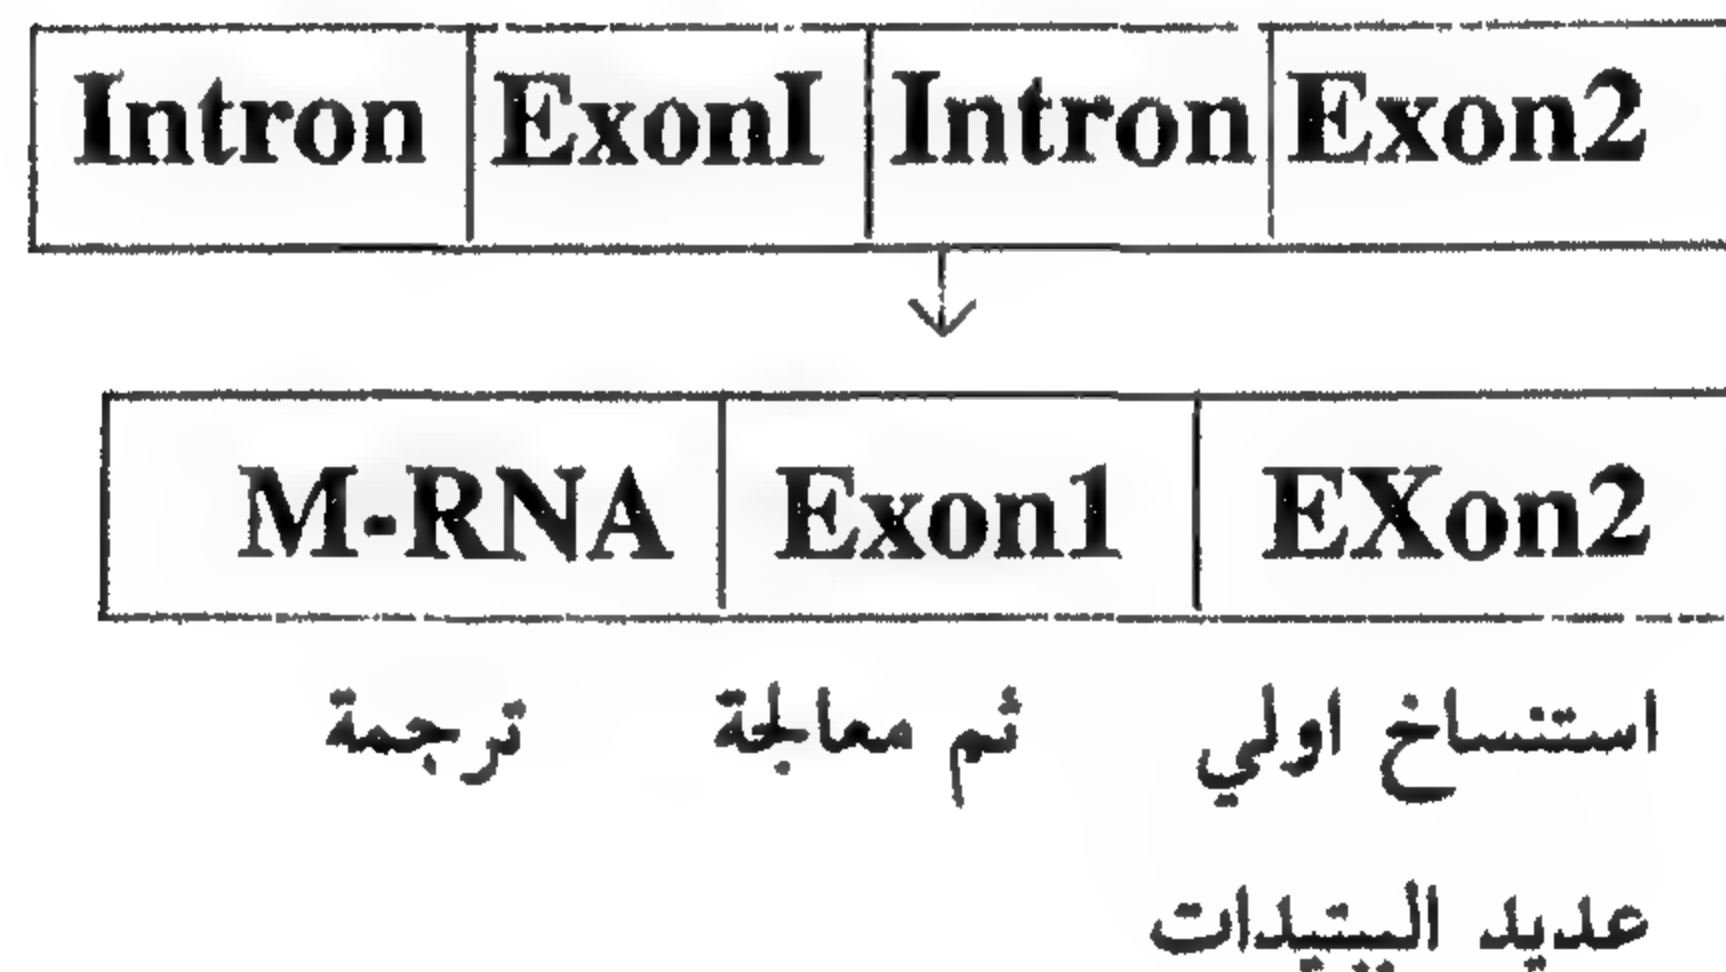 Intron ExonI Intron Exon2
M-RNA Exon1 EXon2
استنساخ اولي ثم معالجة ترجمة
عديد الببتيدات